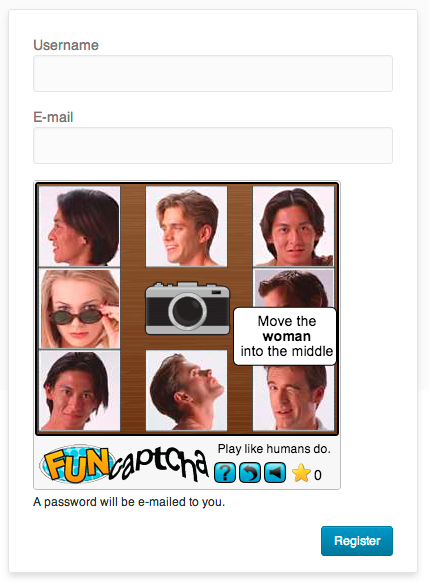 Username
E-mail
Move the
woman
into the middle
Play like humans do.
FUNCaptcha
? 0
A password will be e-mailed to you.
Register